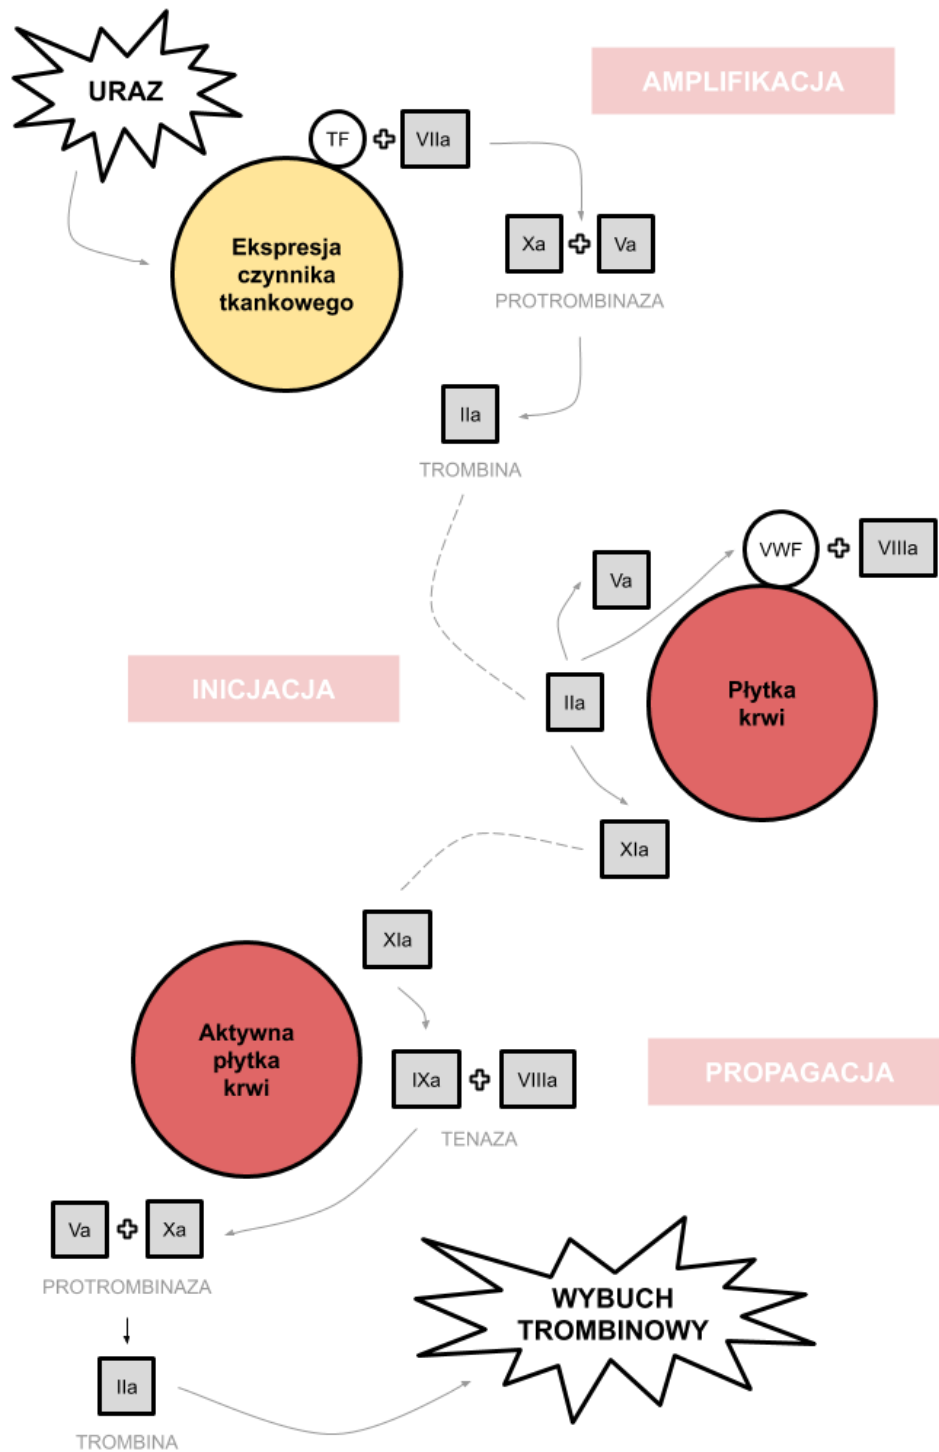 URAZ
AMPLIFIKACJA
TF
VIIa
Ekspresja
czynnika
tkankowego
Xa
Va
PROTROMBINAZA
IIa
TROMBINA
VWF
VIIIa
Va
INICJACJA
IIa
Płytka
krwi
XIa
XIa
Aktywna
płytka
krwi
IXa
VIIIa
TENAZA
PROPAGACJA
Va
Xa
PROTROMBINAZA
WYBUCH
TROMBINOWY
IIa
TROMBINA